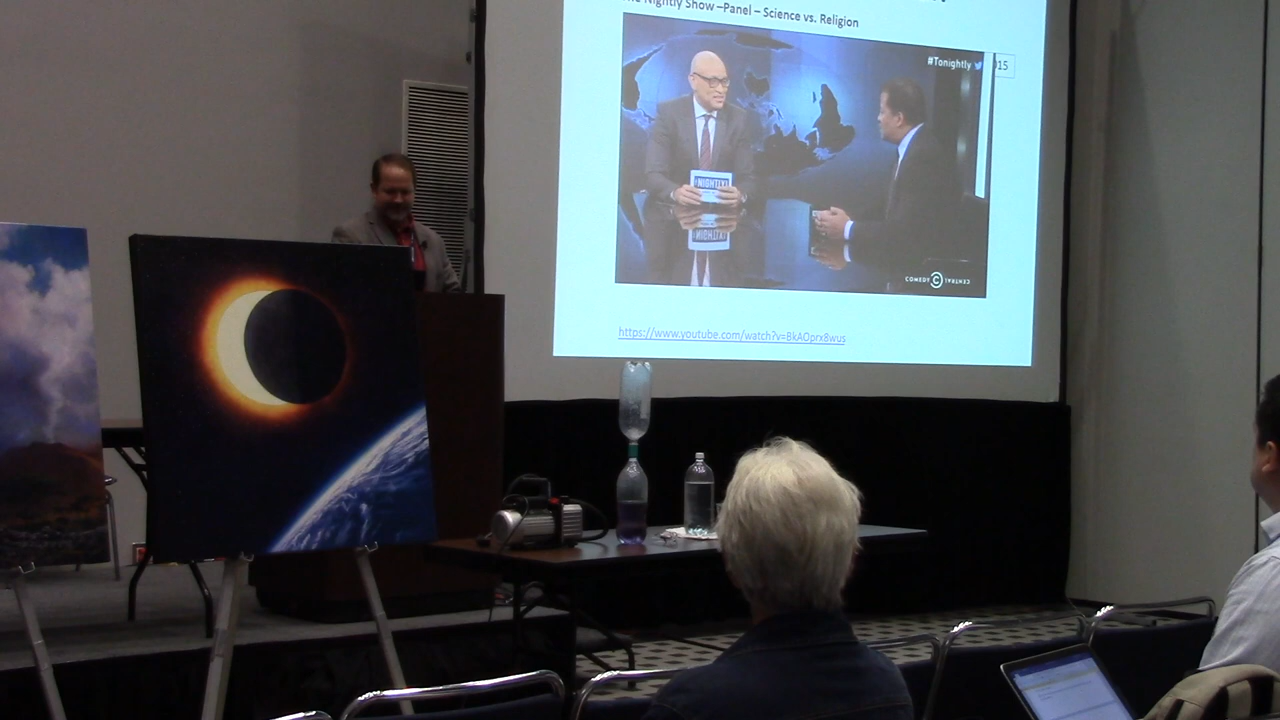 The Nightly Show –Panel – Science vs. Religion
#Tonightly
15
NIGHTLY
COMEDY CENTRAL
https://www.youtube.com/watch?v=BkAOprx8wus